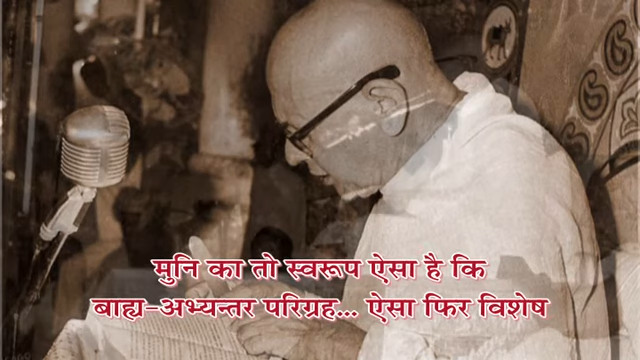 मुनि का तो स्वरूप ऐसा है कि
बाह्य-अभ्यन्तर परिग्रह... ऐसा फिर विशेष